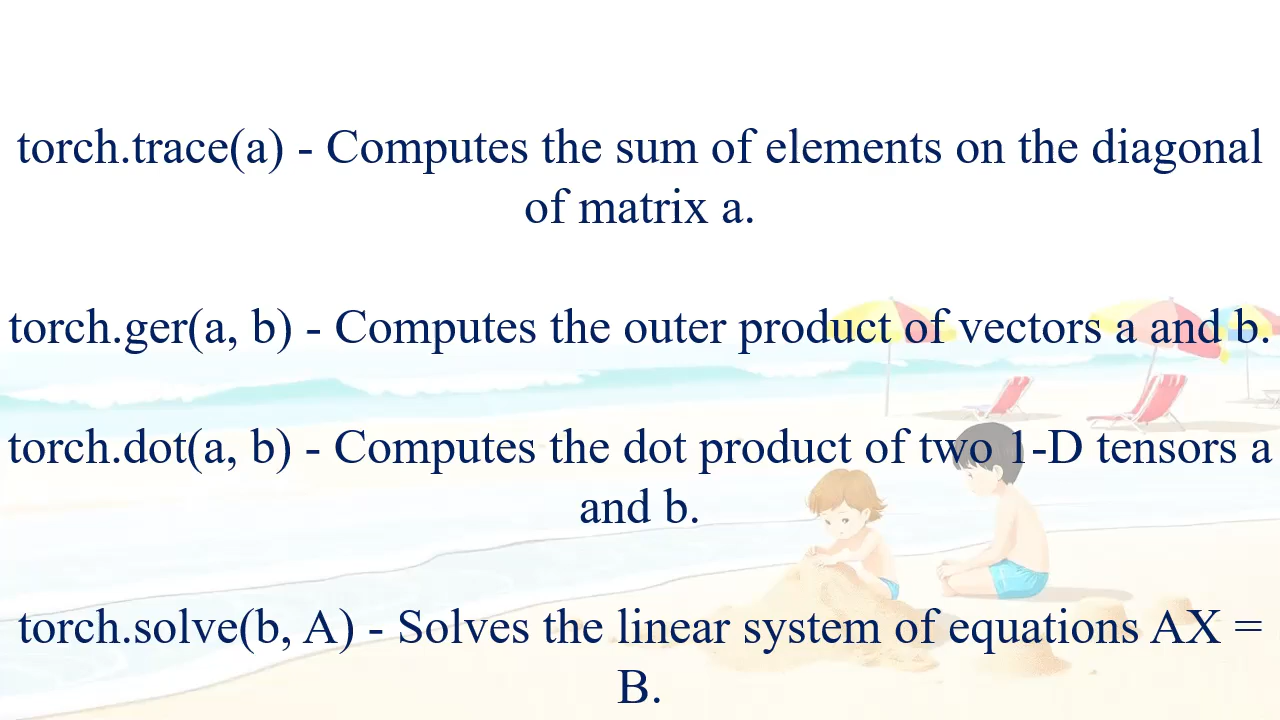 torch.trace(a) - Computes the sum of elements on the diagonal
of matrix a.
torch.ger(a, b) - Computes the outer product of vectors a and b.
torch.dot(a, b) - Computes the dot product of two 1-D tensors a
and b.
torch.solve(b, A) - Solves the linear system of equations AX =
B.